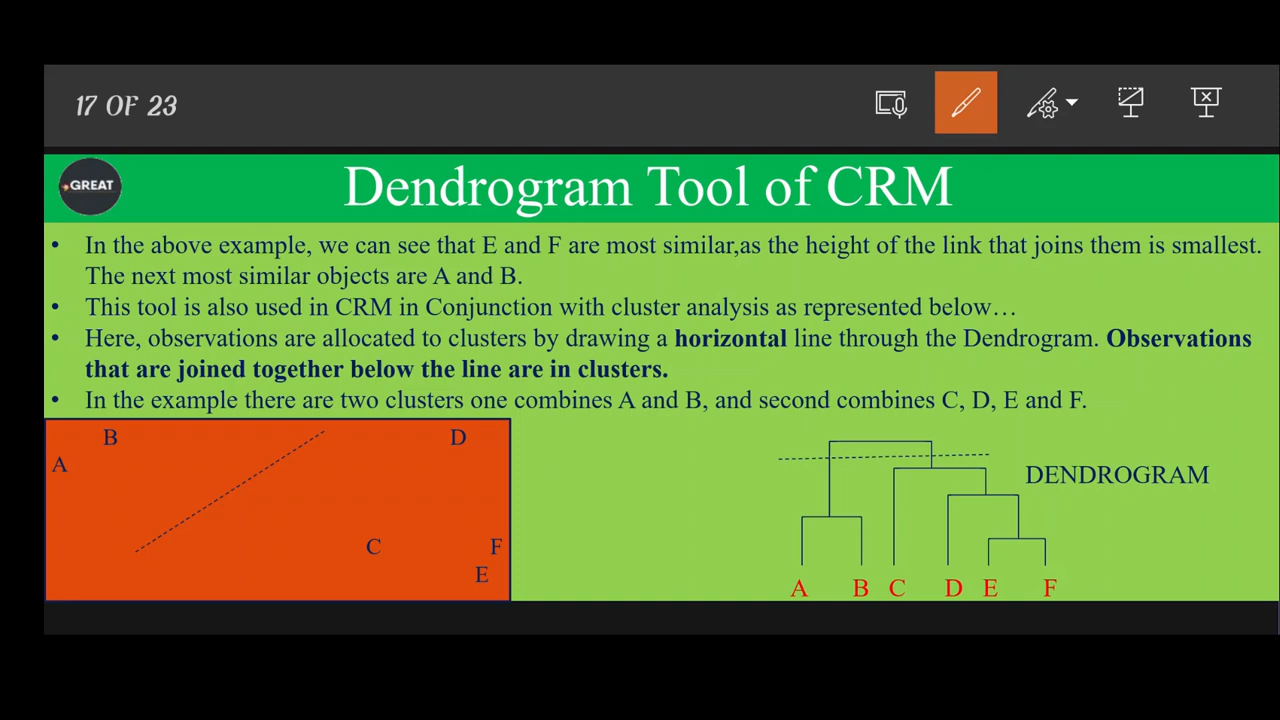 17 OF 23
GREAT
Dendrogram Tool of CRM
• In the above example, we can see that E and F are most similar,as the height of the link that joins them is smallest.
The next most similar objects are A and B.
• This tool is also used in CRM in Conjunction with cluster analysis as represented below…
• Here, observations are allocated to clusters by drawing a horizontal line through the Dendrogram. Observations
that are joined together below the line are in clusters.
• In the example there are two clusters one combines A and B, and second combines C, D, E and F.
B D
A
C F
E
DENDROGRAM
A B C D E F